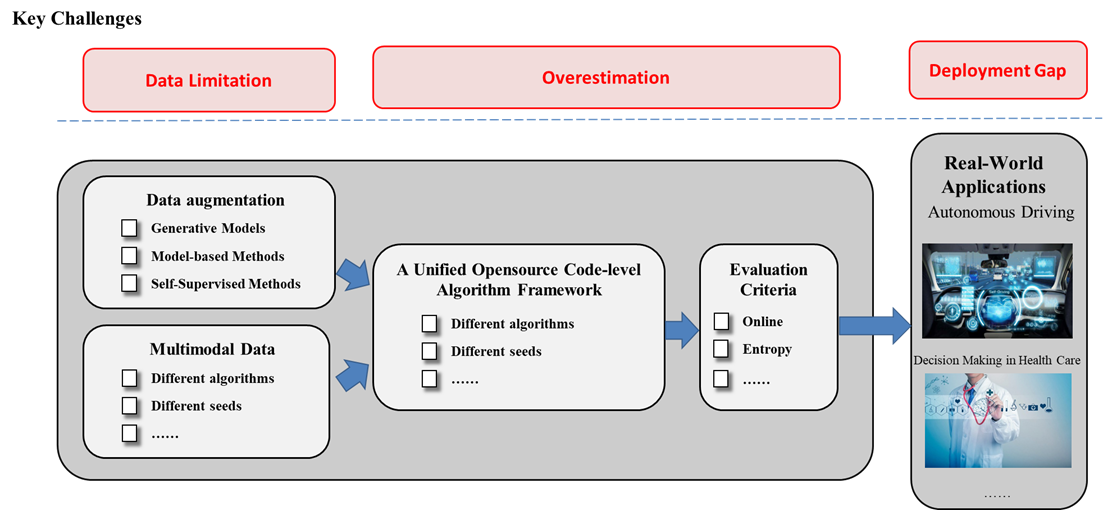 Key Challenges
Data Limitation
Overestimation
Deployment Gap
Data augmentation
Generative Models
Model-based Methods
Self-Supervised Methods
Multimodal Data
Different algorithms
Different seeds
......
A Unified Opensource Code-level
Algorithm Framework
Different algorithms
Different seeds
......
Evaluation
Criteria
Online
Entropy
......
Real-World
Applications
Autonomous Driving
Decision Making in Health Care
......